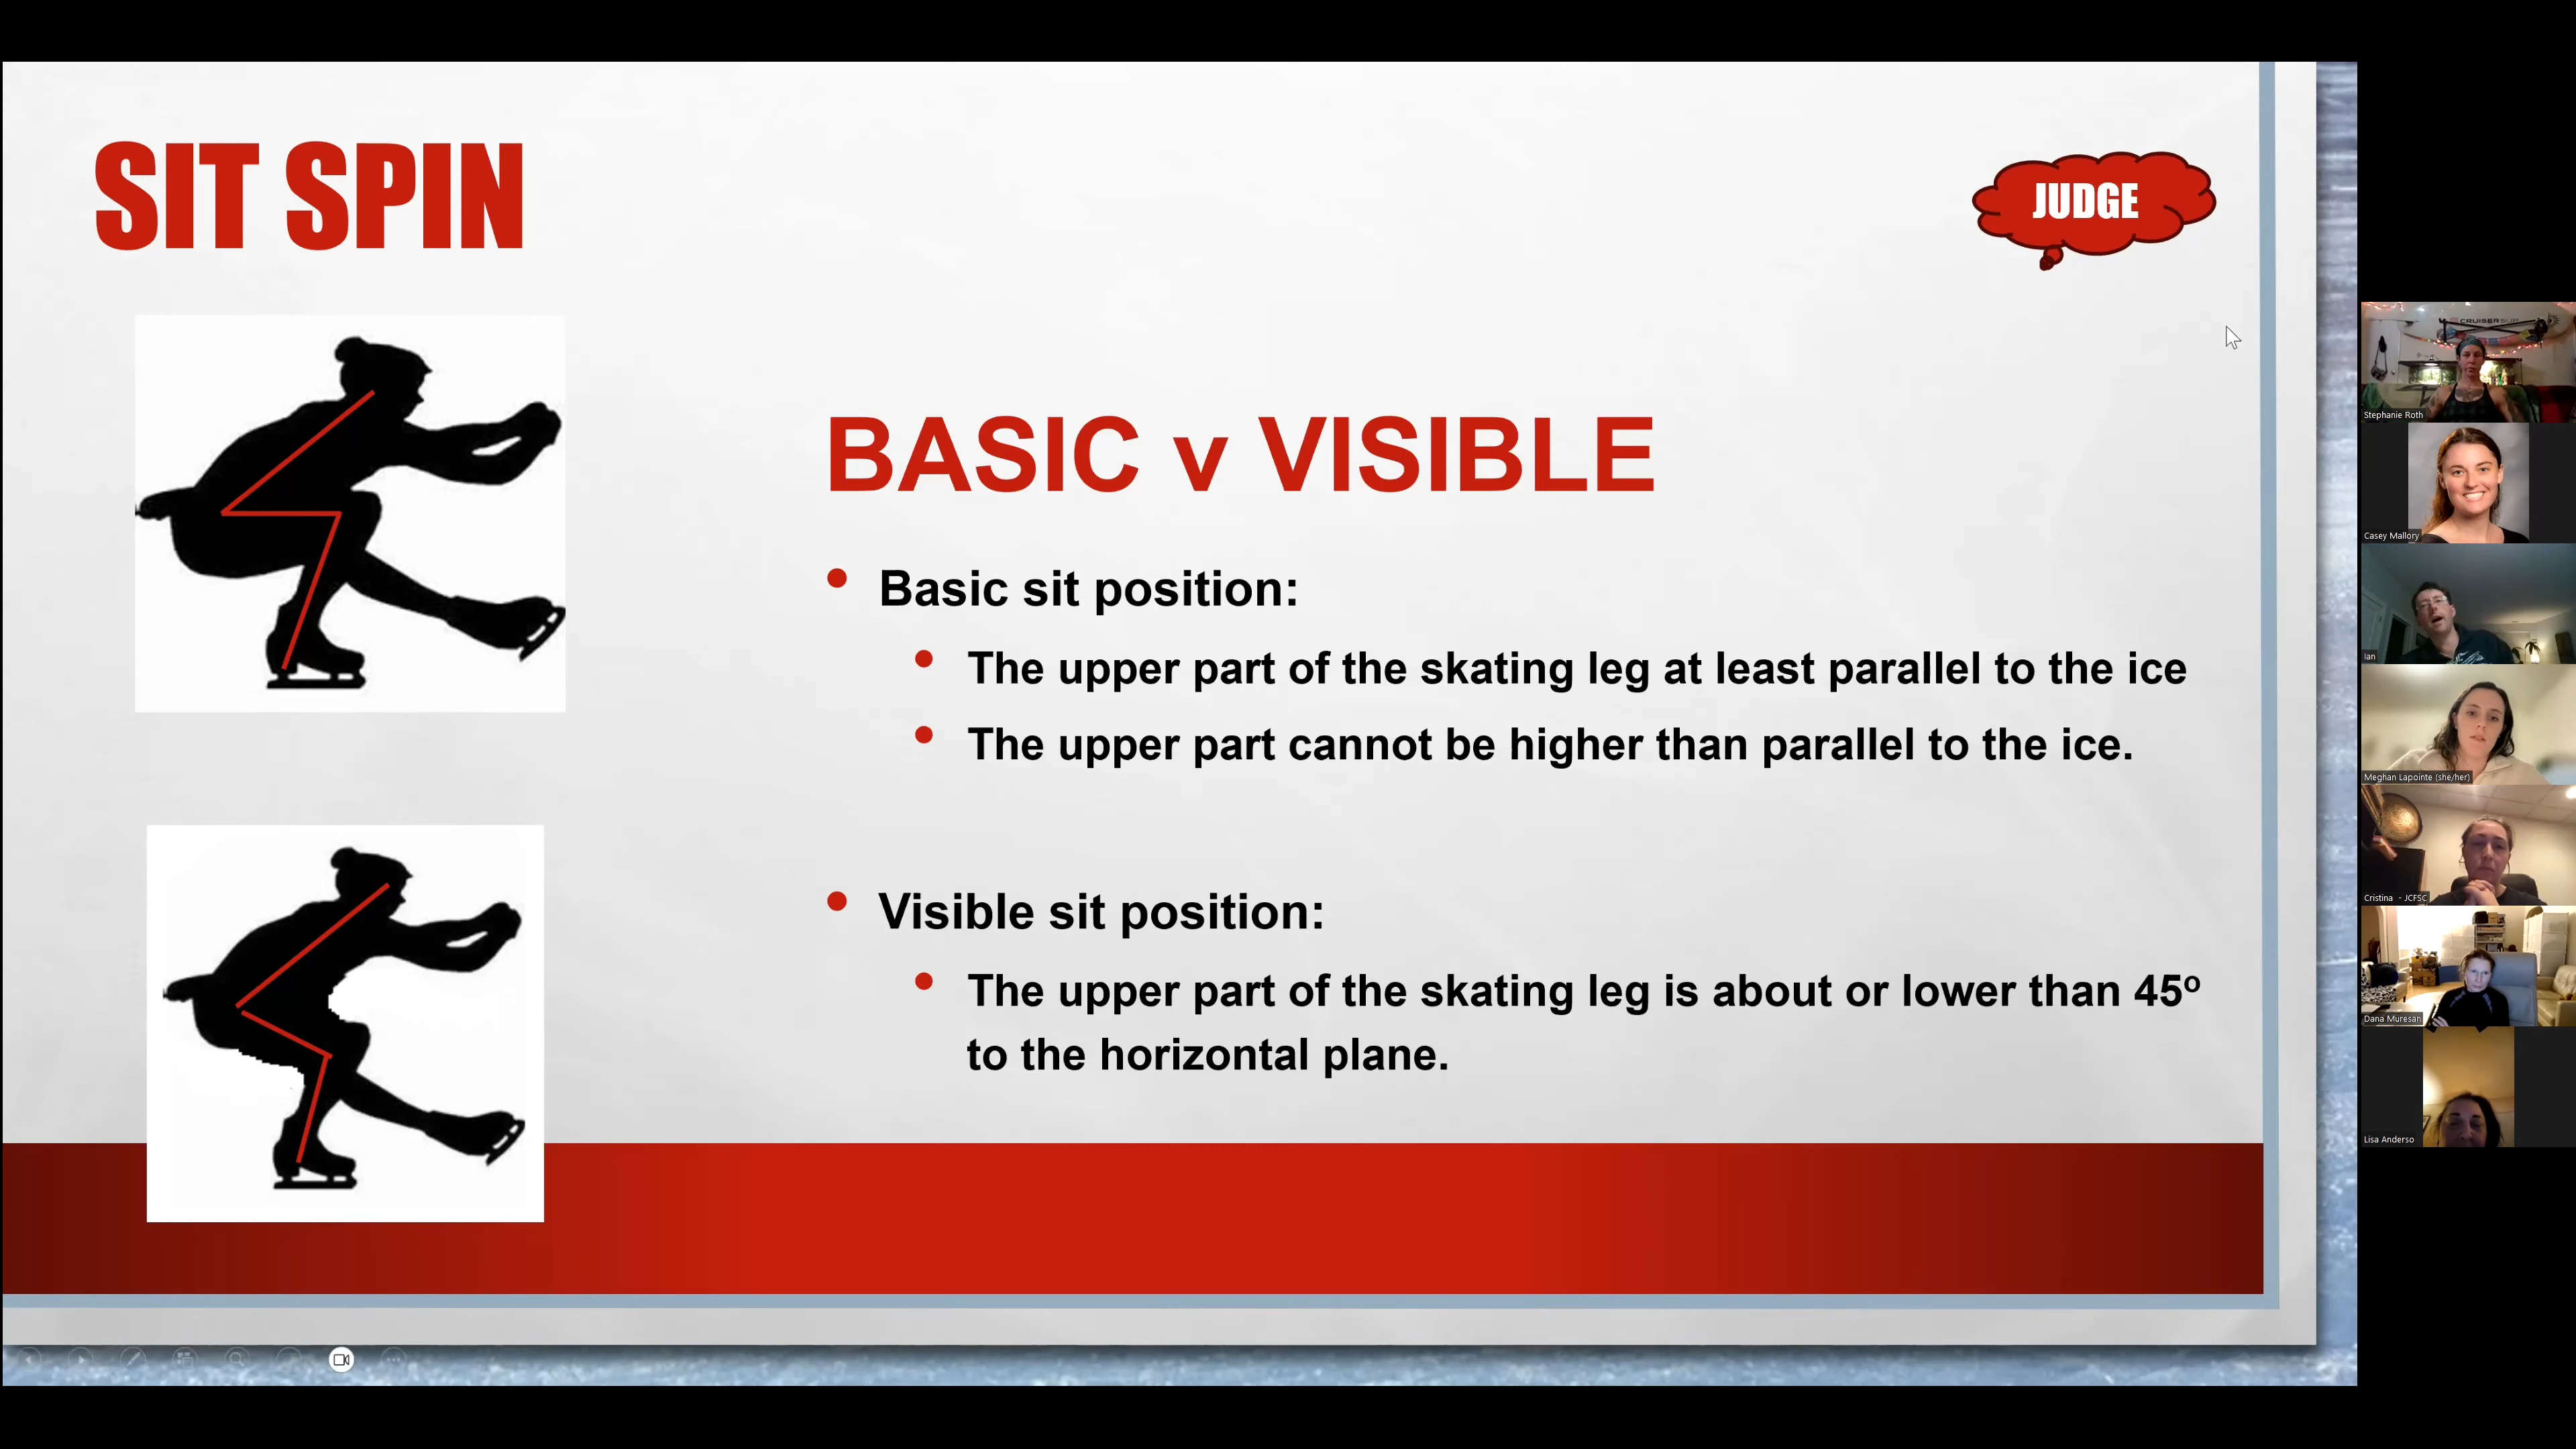 SIT SPIN
JUDGE
BASIC v VISIBLE
Basic sit position:
The upper part of the skating leg at least parallel to the ice
The upper part cannot be higher than parallel to the ice.
Visible sit position:
The upper part of the skating leg is about or lower than 45º
to the horizontal plane.
CRUISER
Stephanie Roth
Casey Mallory
Ian
Meghan Lapointe (she/her)
Cristina - JCFSC
Dana Muresan
Lisa Anderso